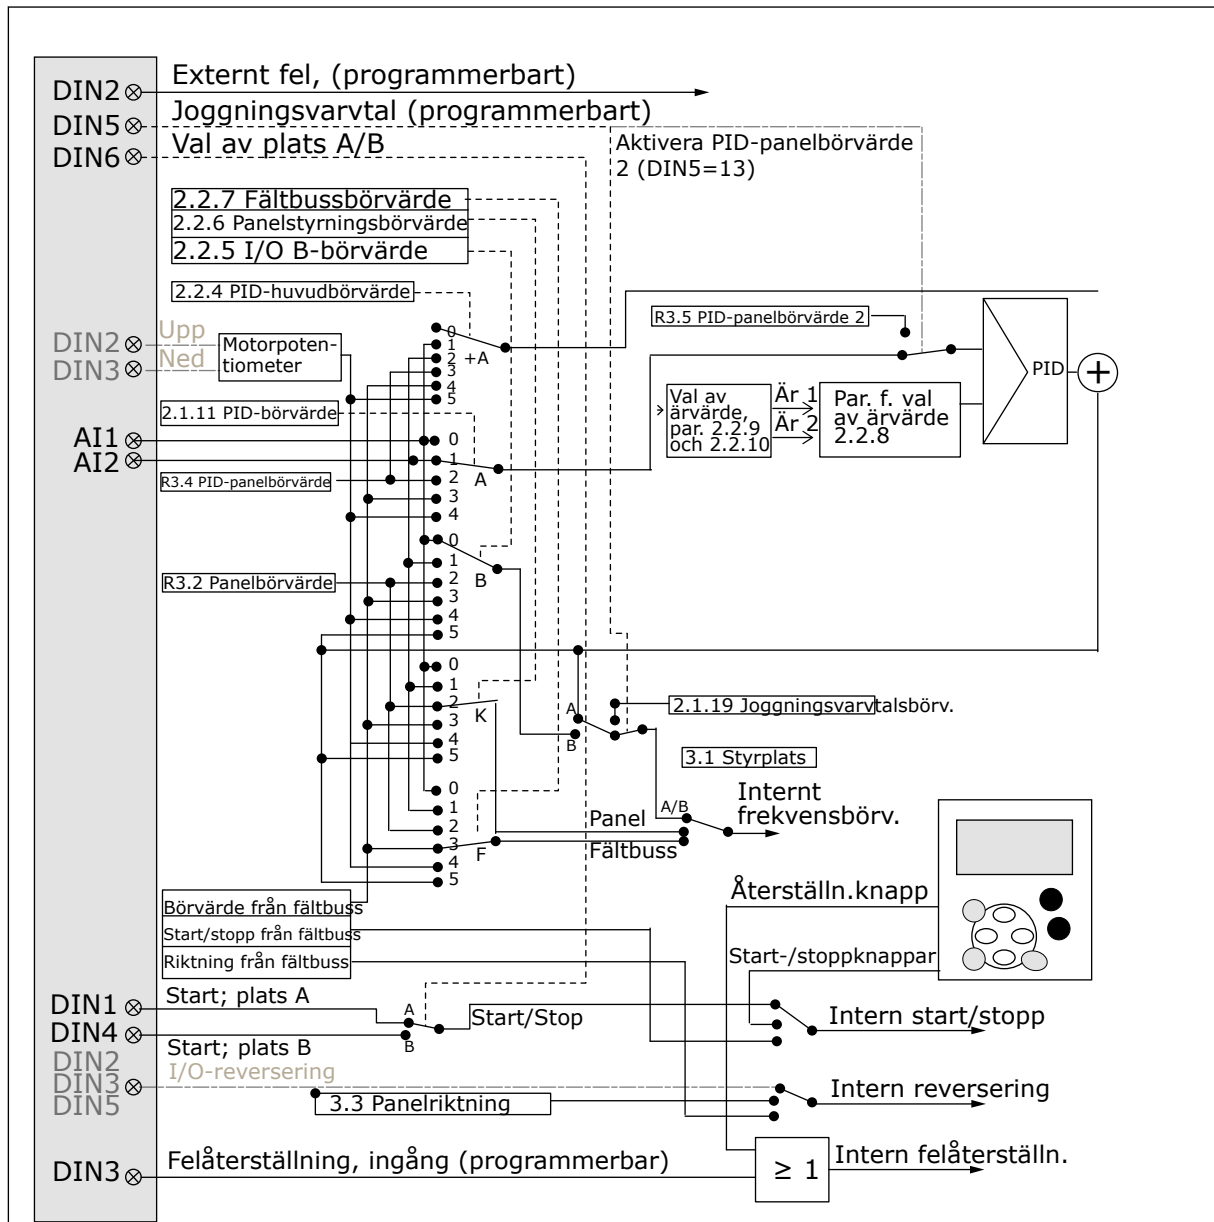 DIN2
Externt fel, (programmerbart)
DIN5
Joggningsvarvtal (programmerbart)
DIN6
Val av plats A/B
Aktivera PID-panelbörvärde
2 (DIN5=13)
2.2.7 Fältbussbörvärde
2.2.6 Panelstyrningsbörvärde
2.2.5 I/O B-börvärde
2.2.4 PID-huvudbörvärde
R3.5 PID-panelbörvärde 2
DIN2
Upp
DIN3
Ned
Motorpoten-
tiometer
0
1
2
+A
3
4
5
PID
+
Val av
ärvärde,
par. 2.2.9
och 2.2.10
Är 1
Är 2
Par. f. val
av ärvärde
2.2.8
2.1.11 PID-börvärde
AI1
AI2
R3.4 PID-panelbörvärde
0
1
2
A
3
4
R3.2 Panelbörvärde
0
1
B
2
3
4
5
0
1
2
K
3
4
5
A
B
2.1.19 Joggningsvarvtalsbörv.
3.1 Styrplats
0
1
2
3
F
4
5
A/B
Panel
Fältbuss
Internt
frekvensbörv.
Börvärde från fältbuss
Start/stopp från fältbuss
Riktning från fältbuss
Återställn.knapp
Start-/stoppknappar
DIN1
Start; plats A
DIN4
Start; plats B
A
B
Start/Stop
Intern start/stopp
DIN2
DIN3
DIN5
I/O-reversering
3.3 Panelriktning
Intern reversering
DIN3
Felåterställning, ingång (programmerbar)
≥ 1
Intern felåterställn.